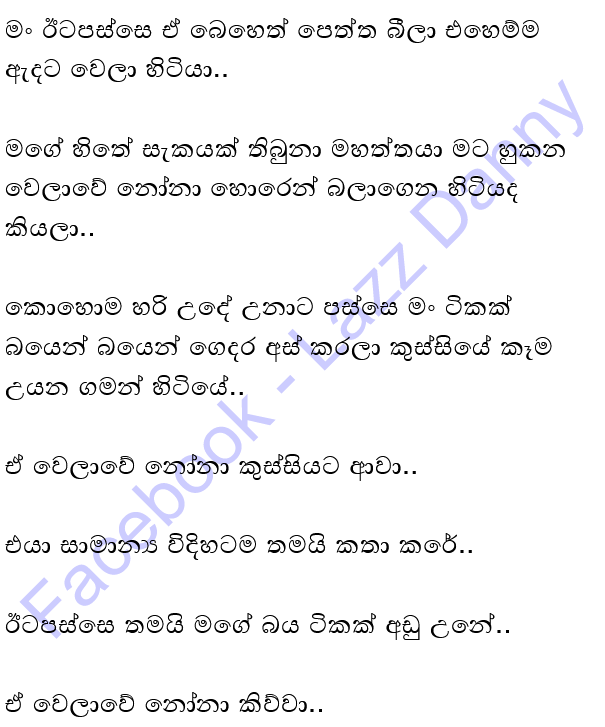 මං ඊටපස්සෙ ඒ බෙහෙත් පෙත්ත බීලා එහෙම්ම
ඇදට වෙලා හිටියා..
මගේ හිතේ සැකයක් තිබුනා මහත්තයා මට හුකන
වෙලාවේ නෝනා හොරෙන් බලාගෙන හිටියද
කියලා..
කොහොම හරි උදේ උනාට පස්සෙ මං ටිකක්
බයෙන් බයෙන් ගෙදර අස් කරලා කුස්සියේ කෑම
උයන ගමන් හිටියේ..
ඒ වෙලාවේ නෝනා කුස්සියට ආවා..
එයා සාමාන්‍ය විදිහටම තමයි කතා කරේ..
ඊටපස්සෙ තමයි මගේ බය ටිකක් අඩු උනේ..
ඒ වෙලාවේ නෝනා කිව්වා..
Facebook - Lazz Danny